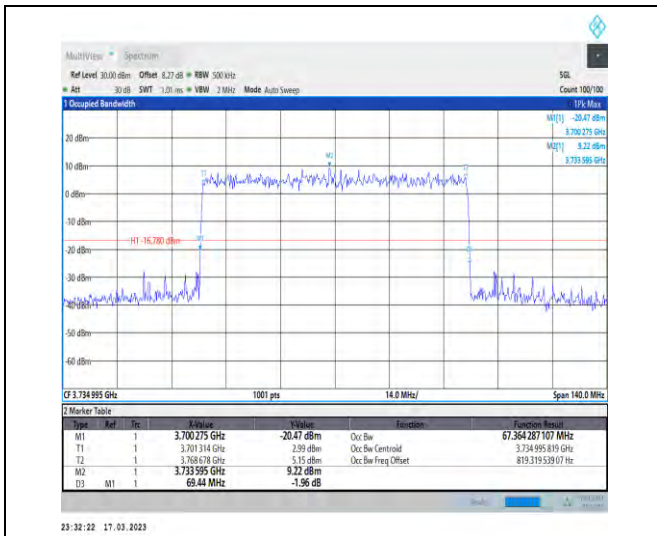 MultiView Spectrum
Ref Level 30.00 dBm Offset 8.27 dB RBW 500 kHz SGL
Att 30 dB SWT 1.01 ms VBW 2 MHz Mode Auto Sweep Count 100/100
1 Occupied Bandwidth 1Pk Max
M1[1] -20.47 dBm
3.700 275 GHz
M2[1] 9.22 dBm
3.733 595 GHz
20 dBm
10 dBm
M2
T1
0 dBm
-10 dBm
H1 -16.780 dBm
M1
-20 dBm
-30 dBm
-40 dBm
-50 dBm
-60 dBm
CF 3.734 995 GHz 1001 pts 14.0 MHz/ Span 140.0 MHz
2 Marker Table
Type Ref Trc X-Value Y-Value Function Function Result
M1 1 3.700 275 GHz -20.47 dBm Occ Bw 67.364 287 107 MHz
T1 1 3.701 314 GHz 2.99 dBm Occ Bw Centroid 3.734 995 819 GHz
T2 1 3.768 678 GHz 5.15 dBm Occ Bw Freq Offset 819.319 539 07 Hz
M2 1 3.733 595 GHz 9.22 dBm
D3 M1 1 69.44 MHz -1.96 dB
23:32:22 17.03.2023